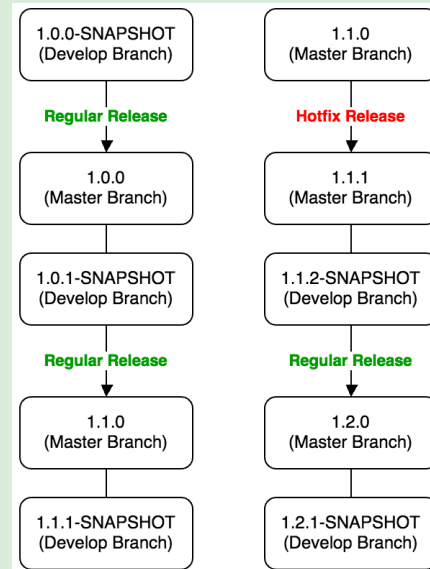 1.0.0-SNAPSHOT
(Develop Branch)
Regular Release
1.0.0
(Master Branch)
1.0.1-SNAPSHOT
(Develop Branch)
Regular Release
1.1.0
(Master Branch)
1.1.1-SNAPSHOT
(Develop Branch)
1.1.0
(Master Branch)
Hotfix Release
1.1.1
(Master Branch)
1.1.2-SNAPSHOT
(Develop Branch)
Regular Release
1.2.0
(Master Branch)
1.2.1-SNAPSHOT
(Develop Branch)